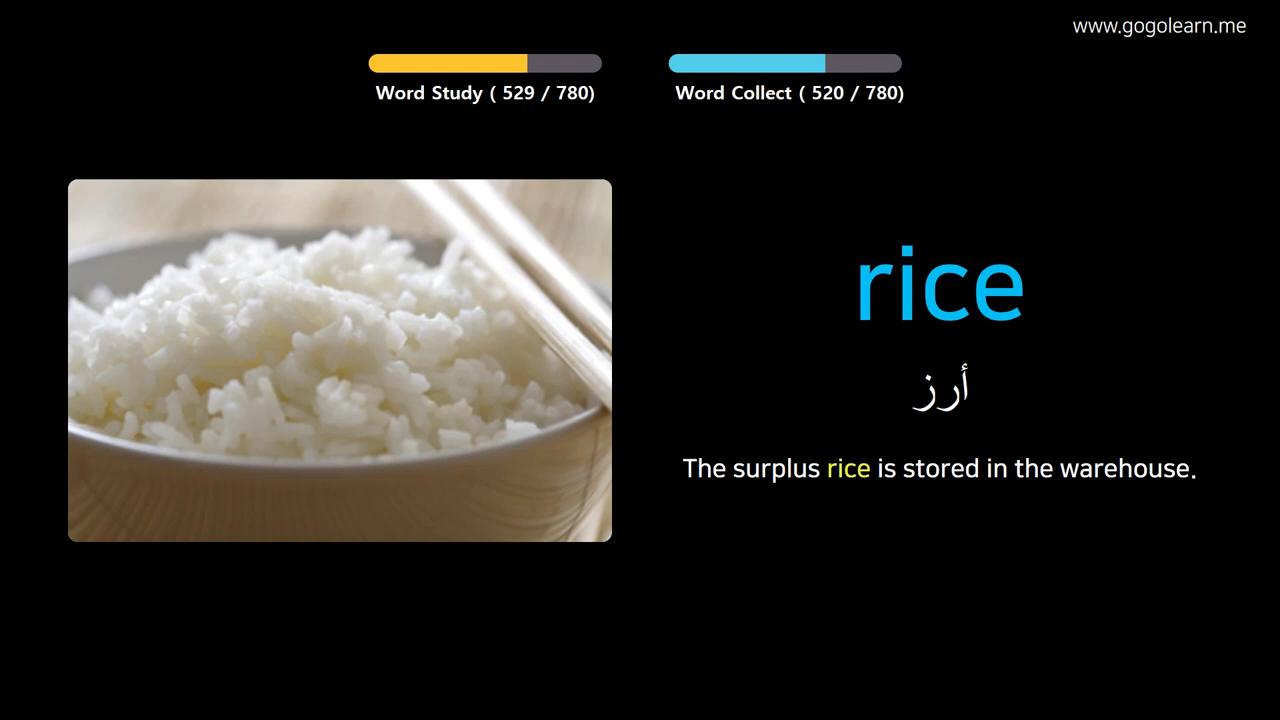 www.gogolearn.me
Word Study ( 529 / 780)
Word Collect ( 520 / 780)
rice
أرز
The surplus rice is stored in the warehouse.